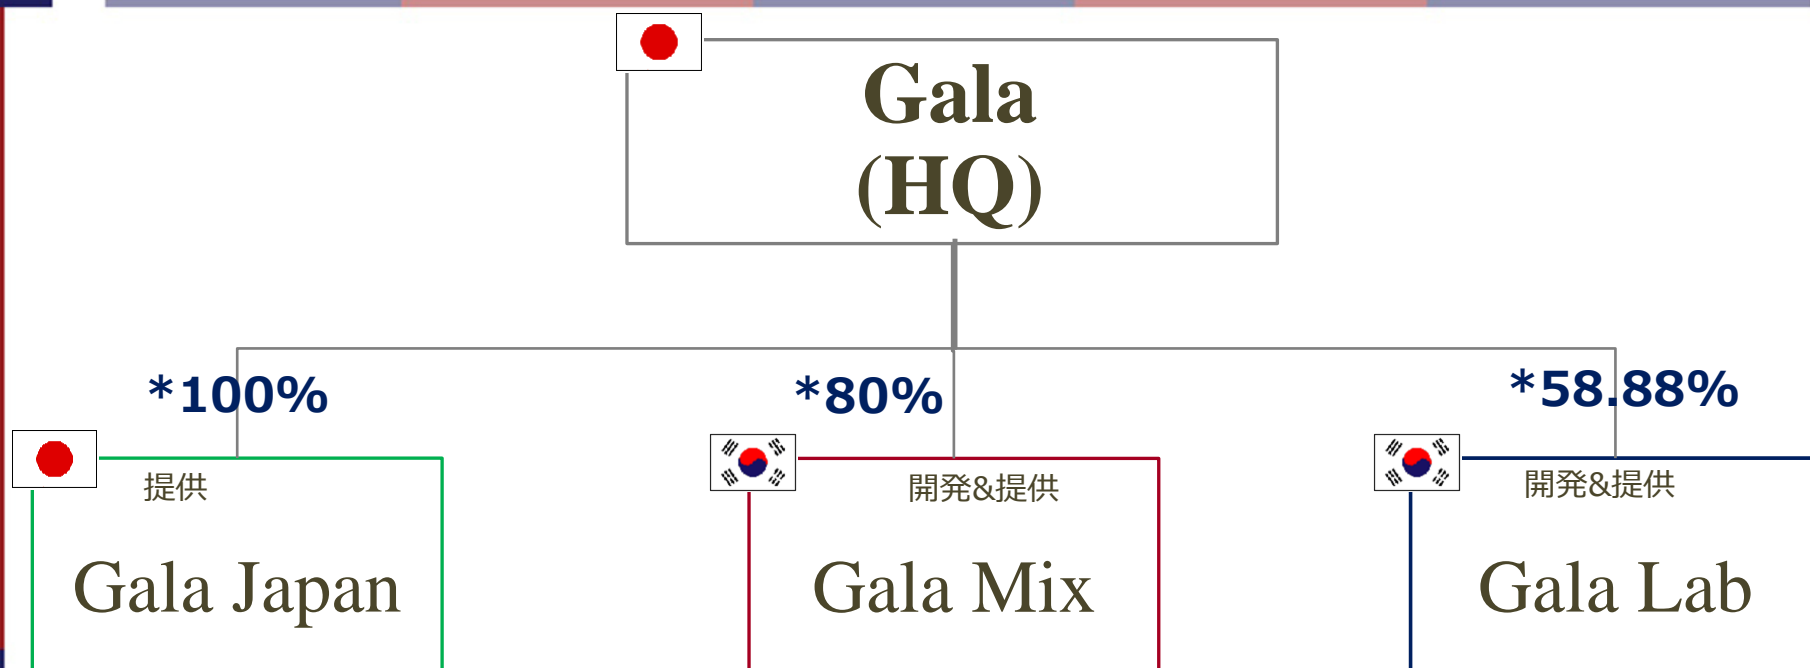 Gala
(HQ)
*100%
*80%
*58.88%
提供
開発&提供
開発&提供
Gala Japan
Gala Mix
Gala Lab